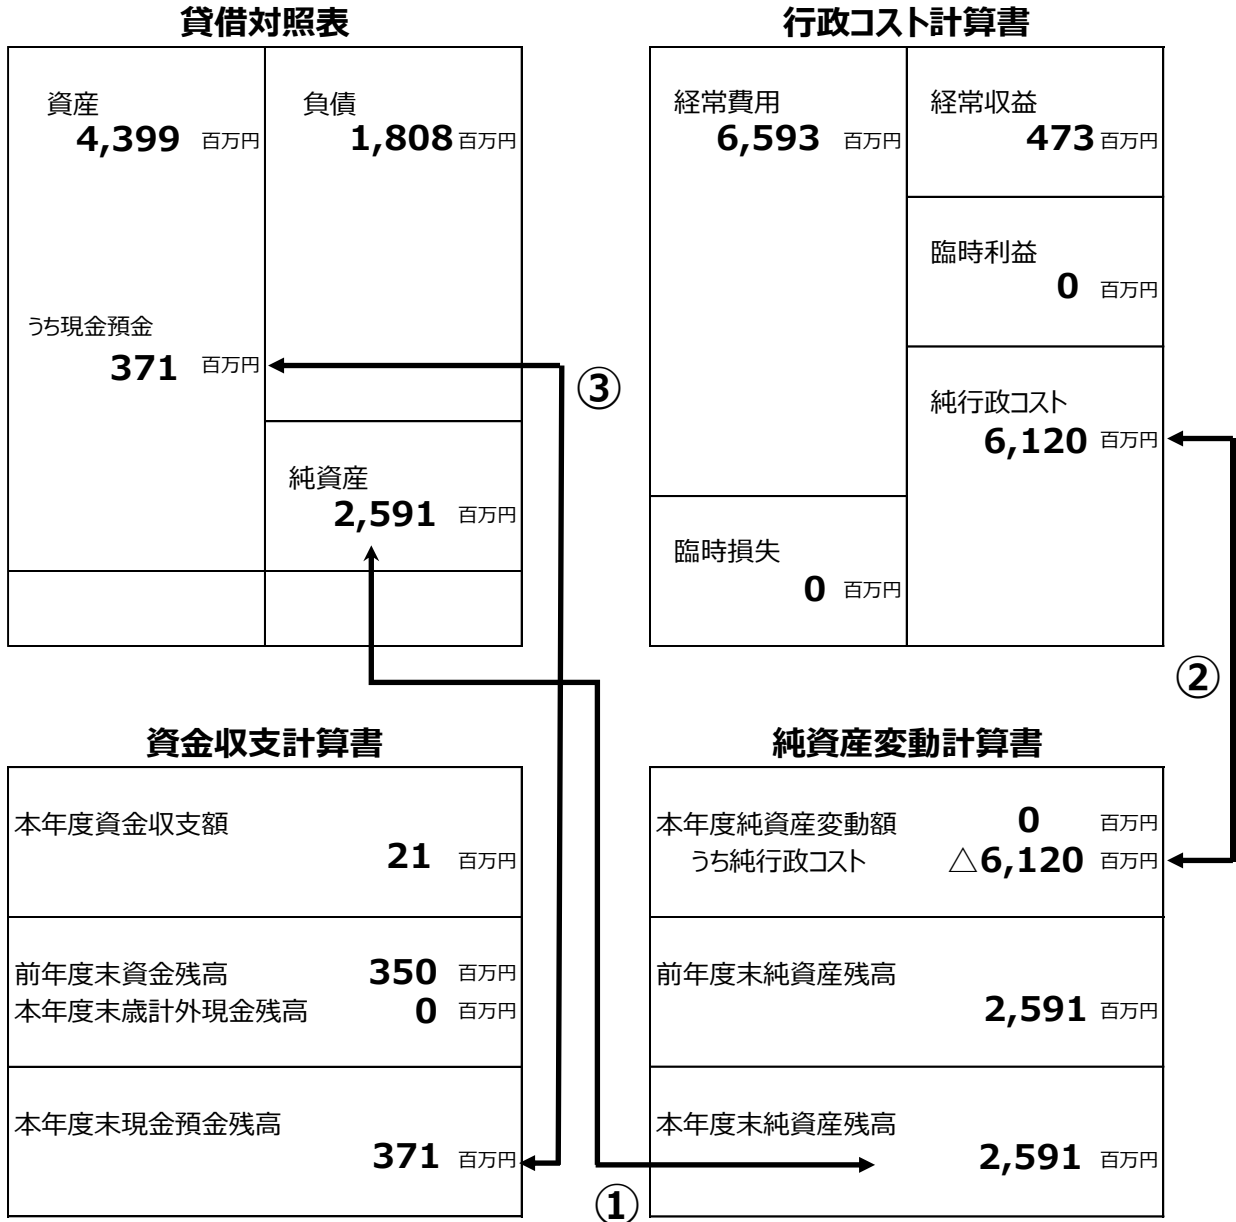 貸借対照表
資産
4,399 百万円
うち現金預金
371 百万円
負債
1,808 百万円
純資産
2,591 百万円
行政コスト計算書
経常費用
6,593 百万円
臨時損失
0 百万円
経常収益
473 百万円
臨時利益
0 百万円
純行政コスト
6,120 百万円
③
②
資金収支計算書
本年度資金収支額
21 百万円
前年度末資金残高 350 百万円
本年度末歳計外現金残高 0 百万円
本年度末現金預金残高
371 百万円
純資産変動計算書
本年度純資産変動額 0 百万円
うち純行政コスト △6,120 百万円
前年度末純資産残高
2,591 百万円
本年度末純資産残高
2,591 百万円
①